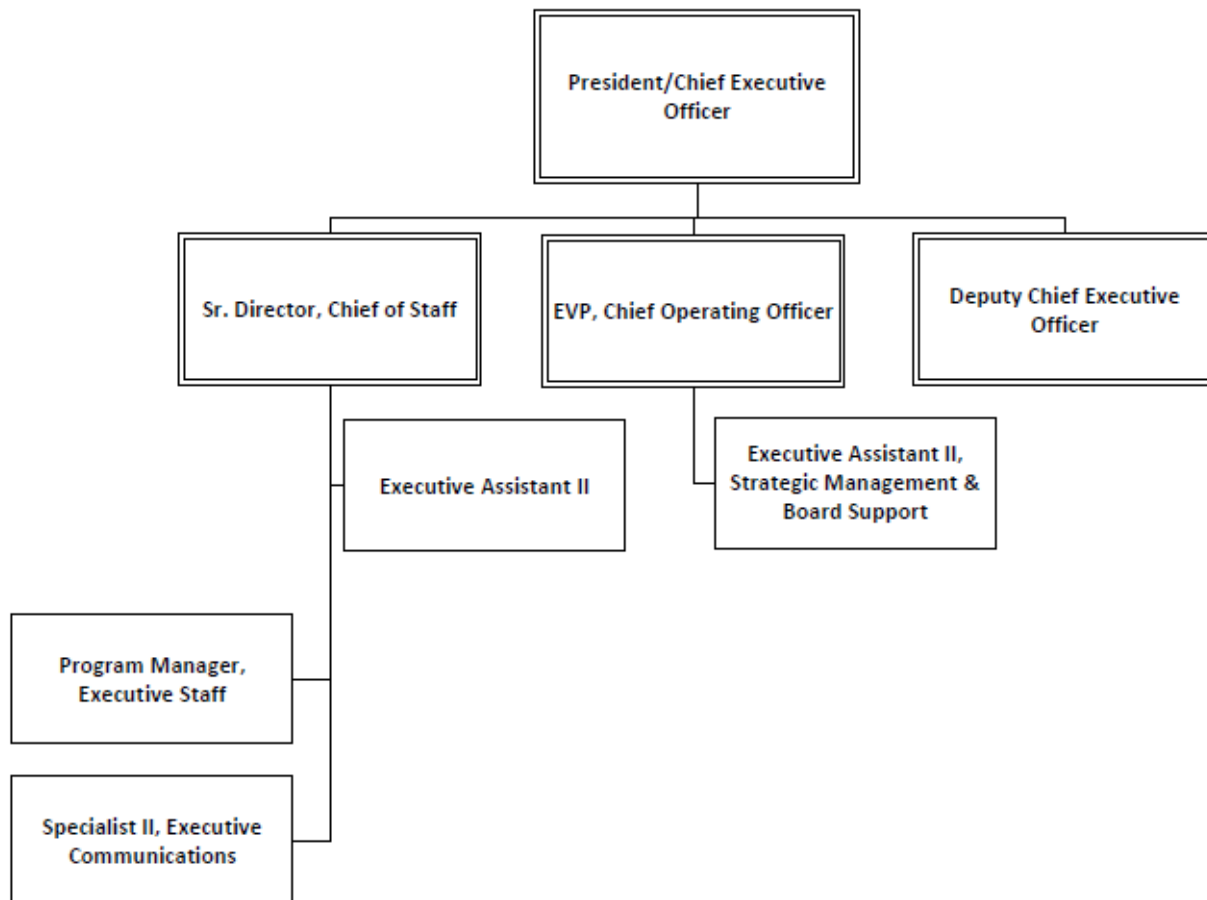 President/Chief Executive
Officer
Sr. Director, Chief of Staff
EVP, Chief Operating Officer
Deputy Chief Executive
Officer
Executive Assistant II
Executive Assistant II,
Strategic Management &
Board Support
Program Manager,
Executive Staff
Specialist II, Executive
Communications